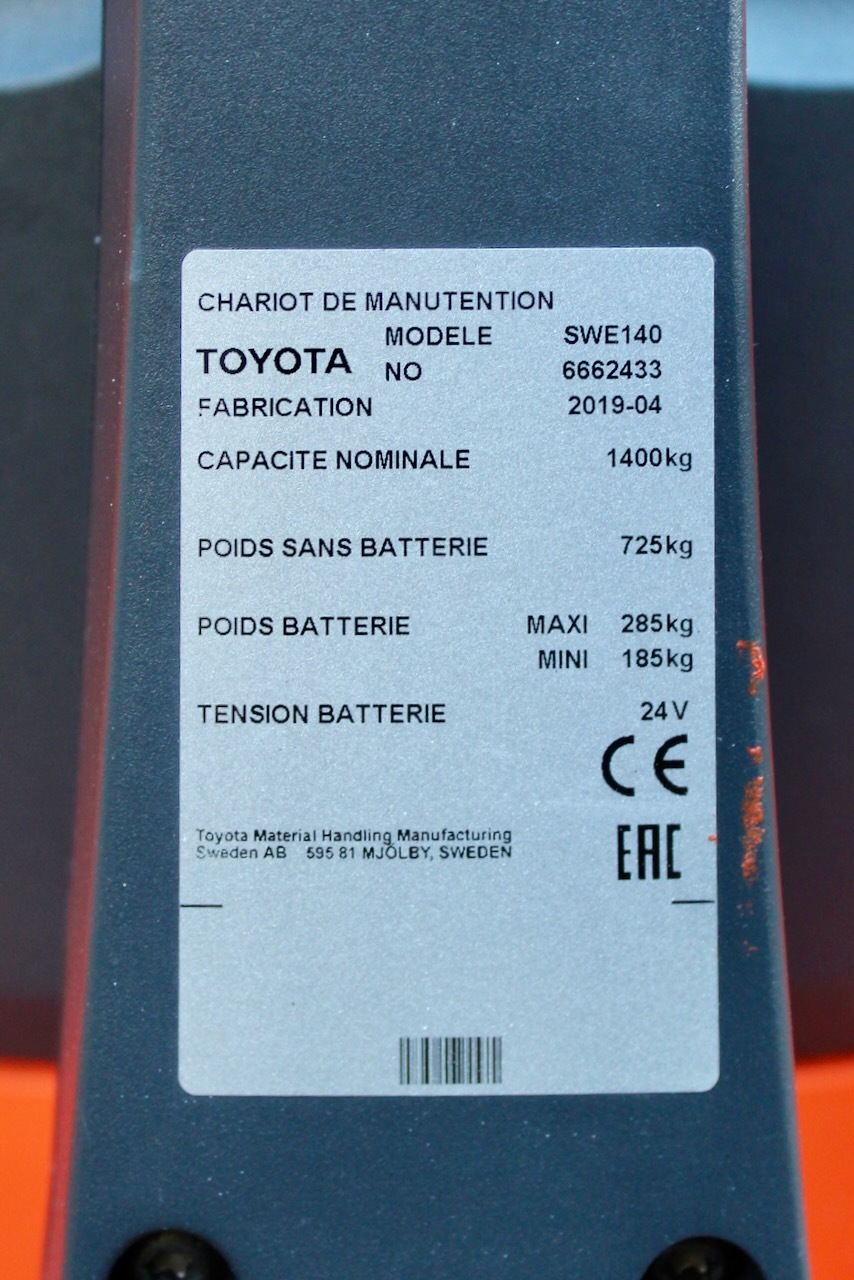 CHARIOT DE MANUTENTION
MODELE SWE140
TOYOTA
NO 6662433
FABRICATION 2019-04
CAPACITE NOMINALE 1400kg
POIDS SANS BATTERIE 725kg
POIDS BATTERIE MAXI 285kg
MINI 185kg
TENSION BATTERIE 24V
CE
Toyota Material Handling Manufacturing
Sweden AB 595 81 MJÖLBY, SWEDEN
EAC